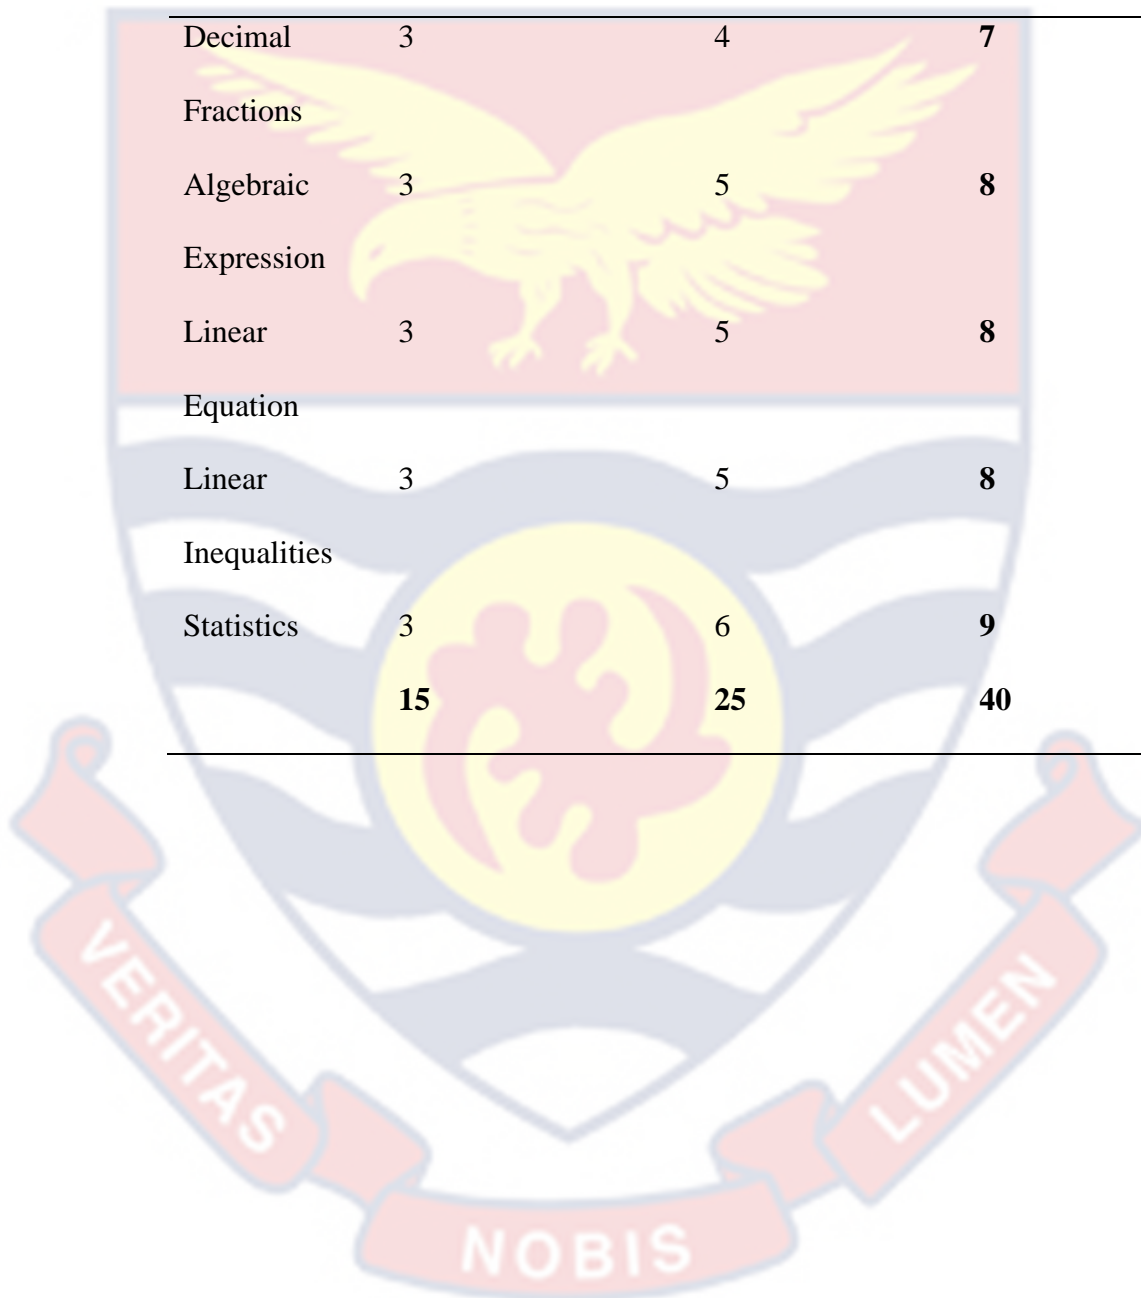 Decimal 3 4 7
Fractions
Algebraic 3 5 8
Expression
Linear 3 5 8
Equation
Linear 3 5 8
Inequalities
Statistics 3 6 9
15 25 40
VERITAS
NOBIS
LUMEN